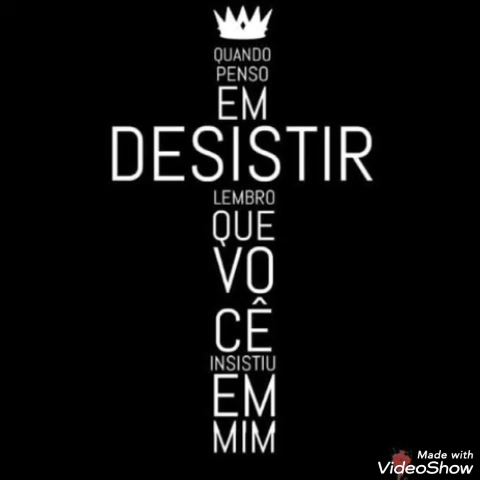 QUANDO
PENSO
EM
DESISTIR
LEMBRO
QUE
VO
CÊ
INSISTIU
EM
MIM
Made with
VideoShow